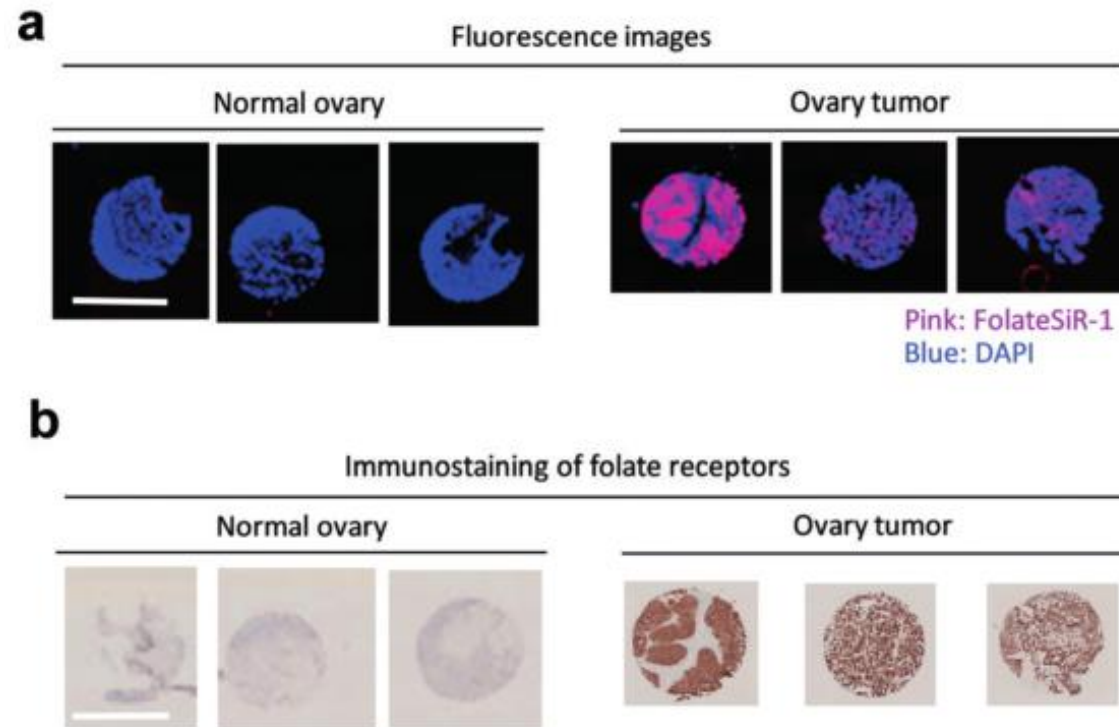 a
Fluorescence images
Normal ovary
Ovary tumor
Pink: FolateSiR-1
Blue: DAPI
b
Immunostaining of folate receptors
Normal ovary
Ovary tumor